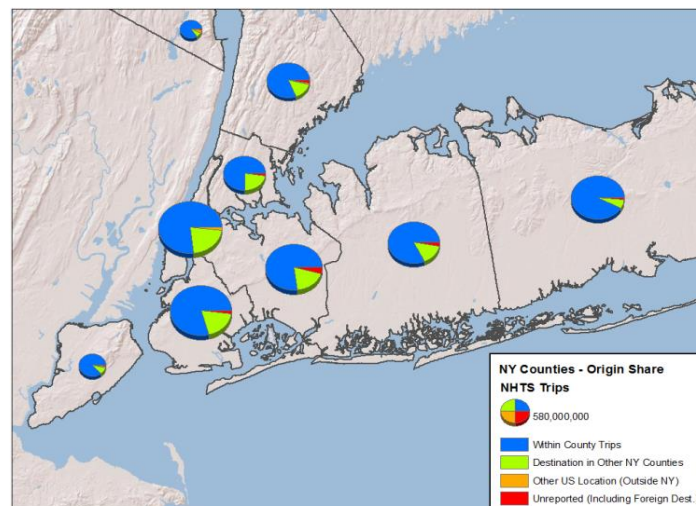 NY Counties - Origin Share
NHTS Trips
580,000,000
Within County Trips
Destination in Other NY Counties
Other US Location (Outside NY)
Unreported (Including Foreign Dest.